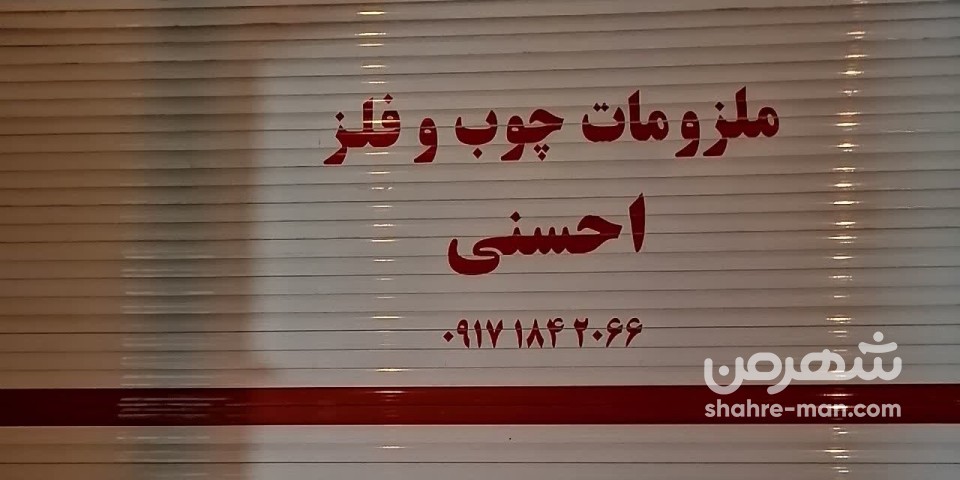 ملزومات چوب و فلز
احسنی
۰۹۱۷ ۱۸۴ ۲۰۶۶
شهرمن
shahre-man.com